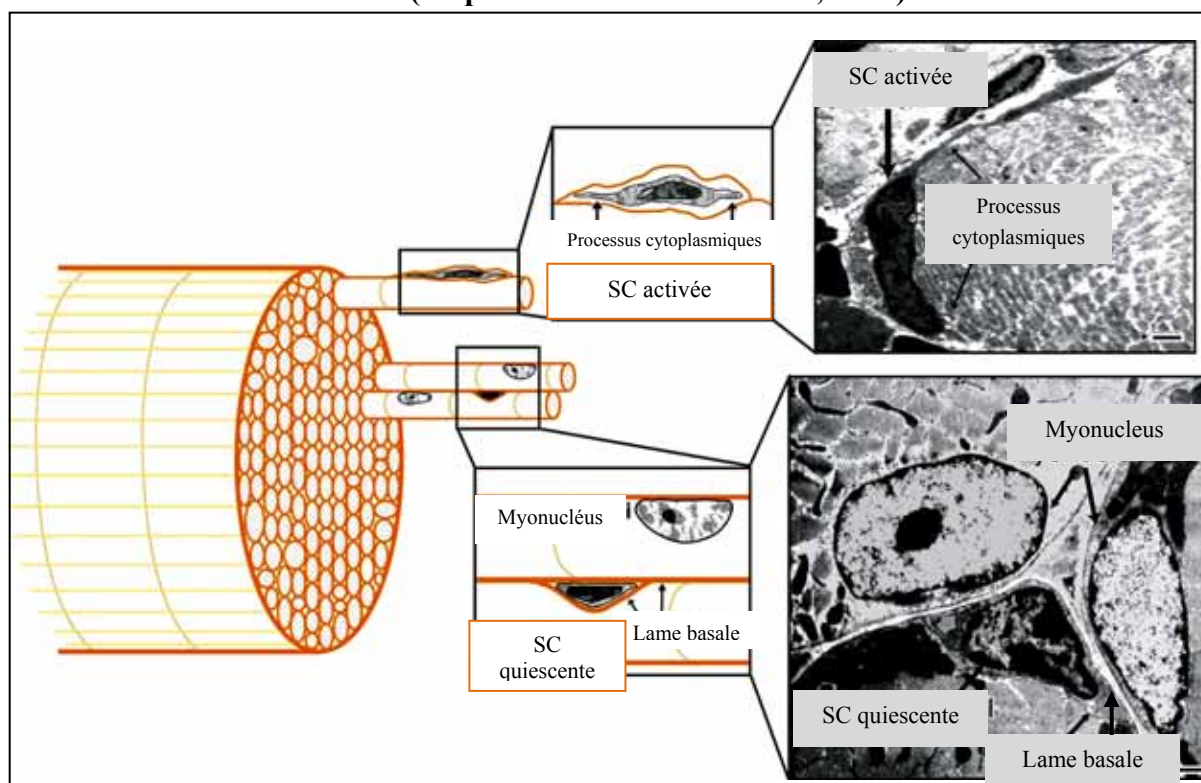 SC activée
Processus
cytoplasmiques
Processus cytoplasmiques
SC activée
Myonucleus
Myonucléus
Lame basale
SC
quiescente
SC quiescente
Lame basale